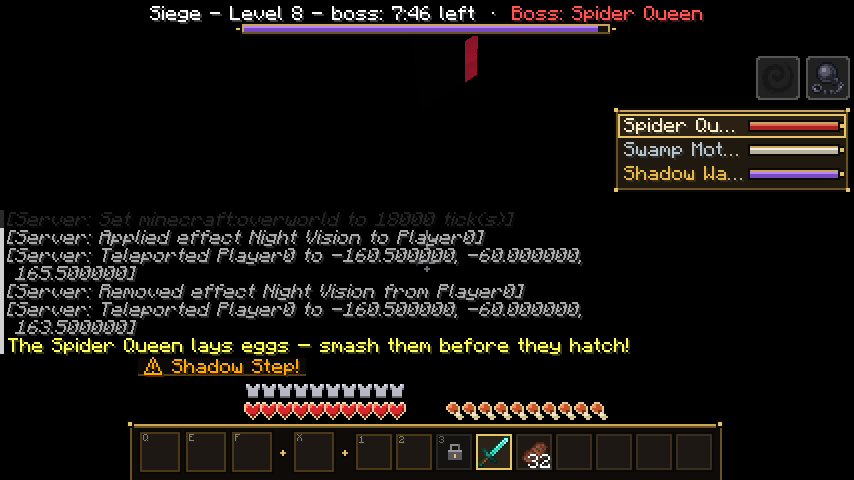 Siege - Level 8 - boss: 7:46 left · Boss: Spider Queen
Spider Qu...
Swamp Mot...
Shadow Wa...
[Server: Set minecraft:overworld to 18000 tick(s)]
[Server: Applied effect Night Vision to Player0]
[Server: Teleported Player0 to -160.500000, -60.000000,
165.500000]
[Server: Removed effect Night Vision from Player0]
[Server: Teleported Player0 to -160.500000, -60.000000,
163.500000]
The Spider Queen lays eggs — smash them before they hatch!
⚠ Shadow Step!
Q E F X 1 2 3
32